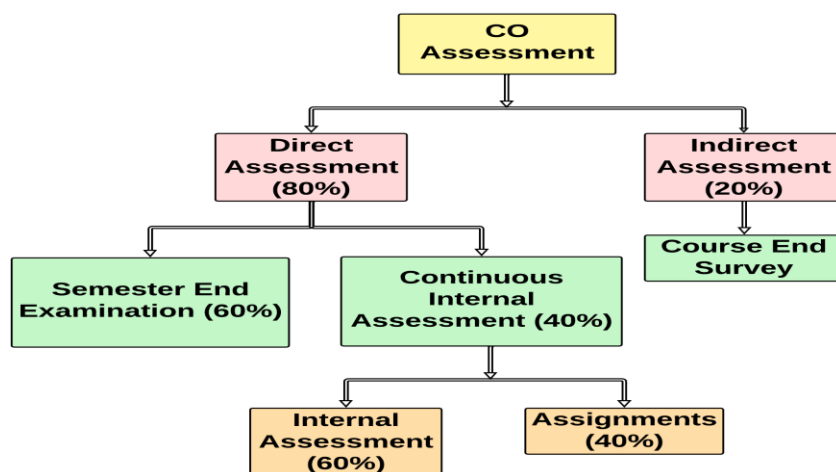 CO
Assessment
Direct
Assessment
(80%)
Indirect
Assessment
(20%)
Semester End
Examination (60%)
Continuous
Internal
Assessment (40%)
Course End
Survey
Internal
Assessment
(60%)
Assignments
(40%)